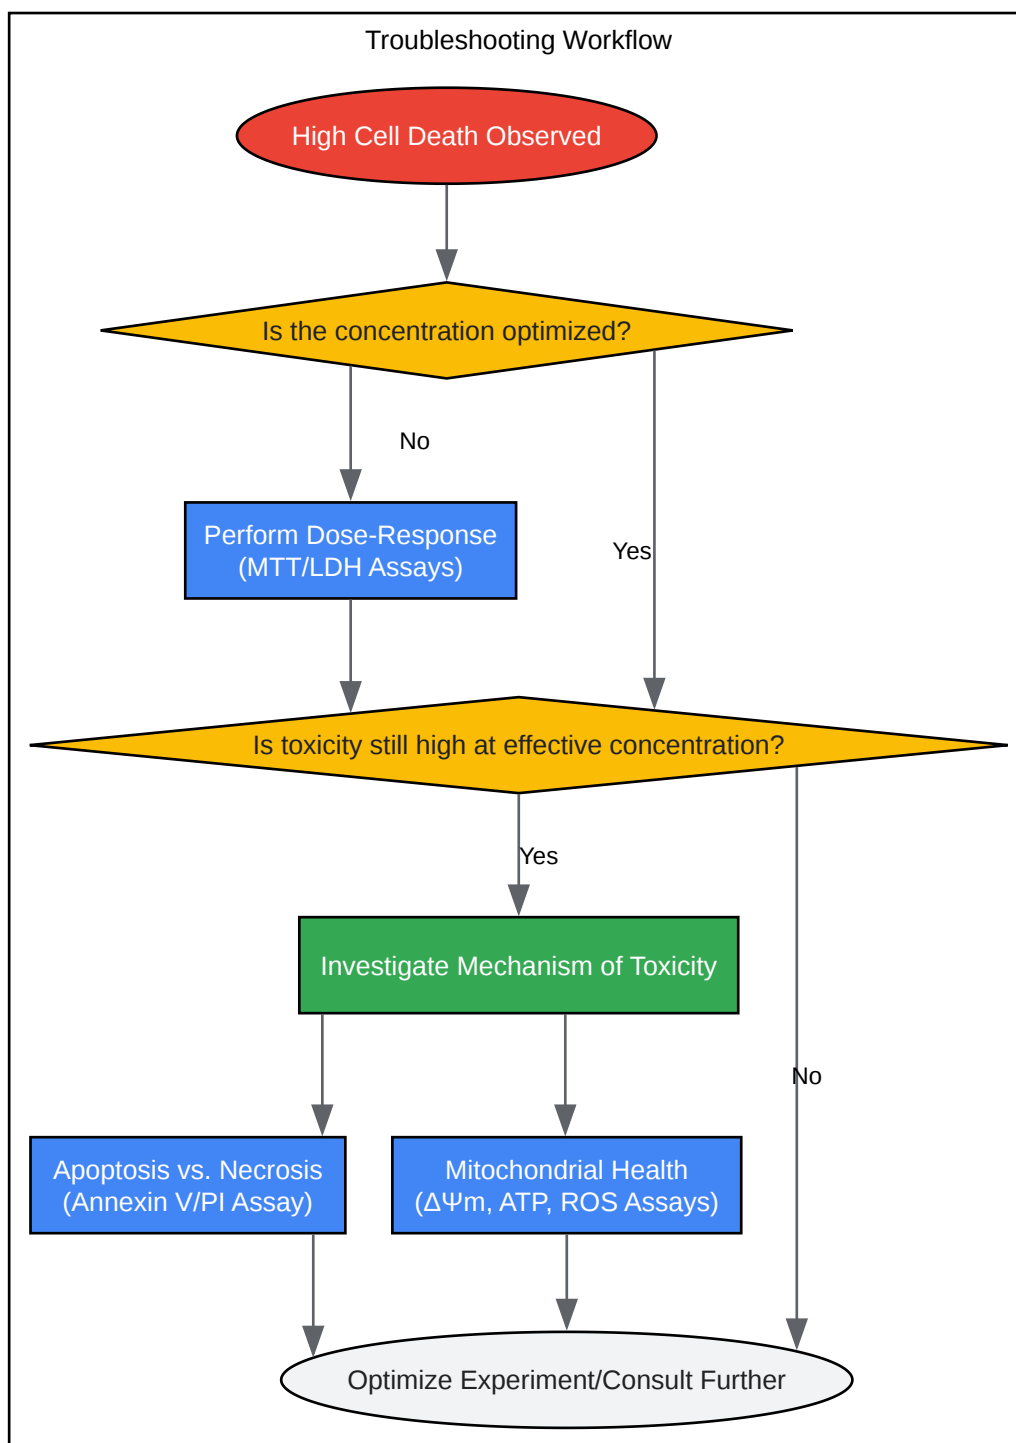 Troubleshooting Workflow
High Cell Death Observed
Is the concentration optimized?
No
Perform Dose-Response
(MTT/LDH Assays)
Yes
Is toxicity still high at effective concentration?
Yes
Investigate Mechanism of Toxicity
No
Apoptosis vs. Necrosis
(Annexin V/PI Assay)
Mitochondrial Health
(ΔΨm, ATP, ROS Assays)
Optimize Experiment/Consult Further